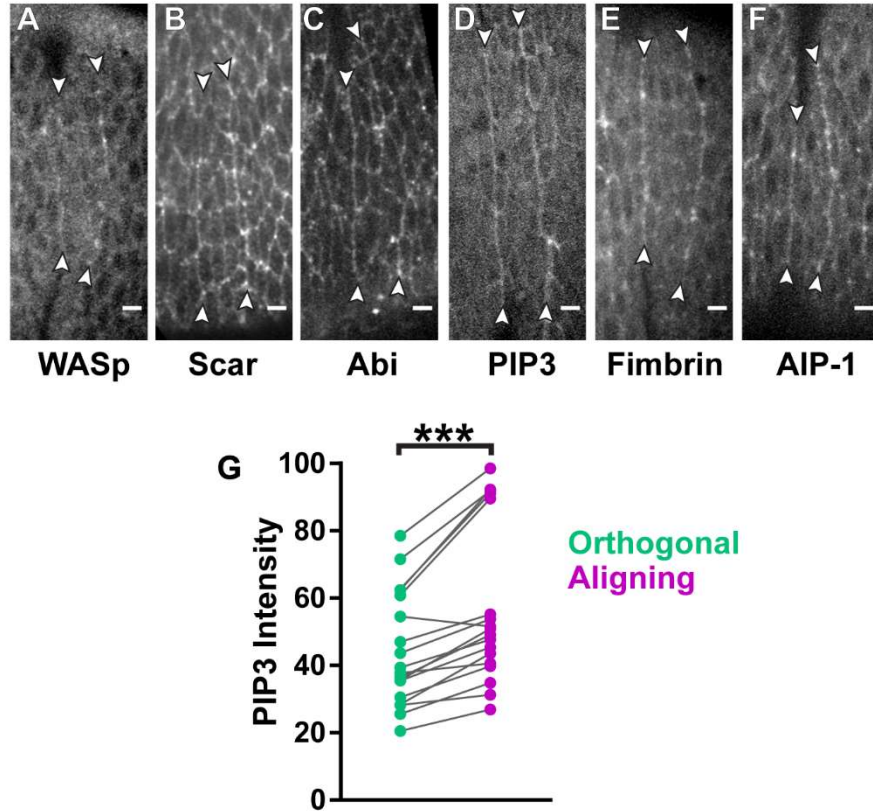 A B C D E F
WASp Scar Abi PIP3 Fimbrin AIP-1
G
***
100
80
60
40
20
0
PIP3 Intensity
Orthogonal
Aligning